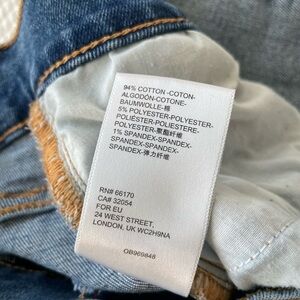 94% COTTON -COTON-
ALGODÓN-COTONE-
BAUMWOLLE-棉
5% POLYESTER-POLYESTER-
POLIÉSTER-POLIESTERE-
POLYESTER-聚酯纤维
1% SPANDEX-SPANDEX-
SPANDEX-SPANDEX-
SPANDEX-弹力纤维
RN# 66170
CA# 32054
FOR EU
24 WEST STREET,
LONDON, UK WC2H9NA
OB969848